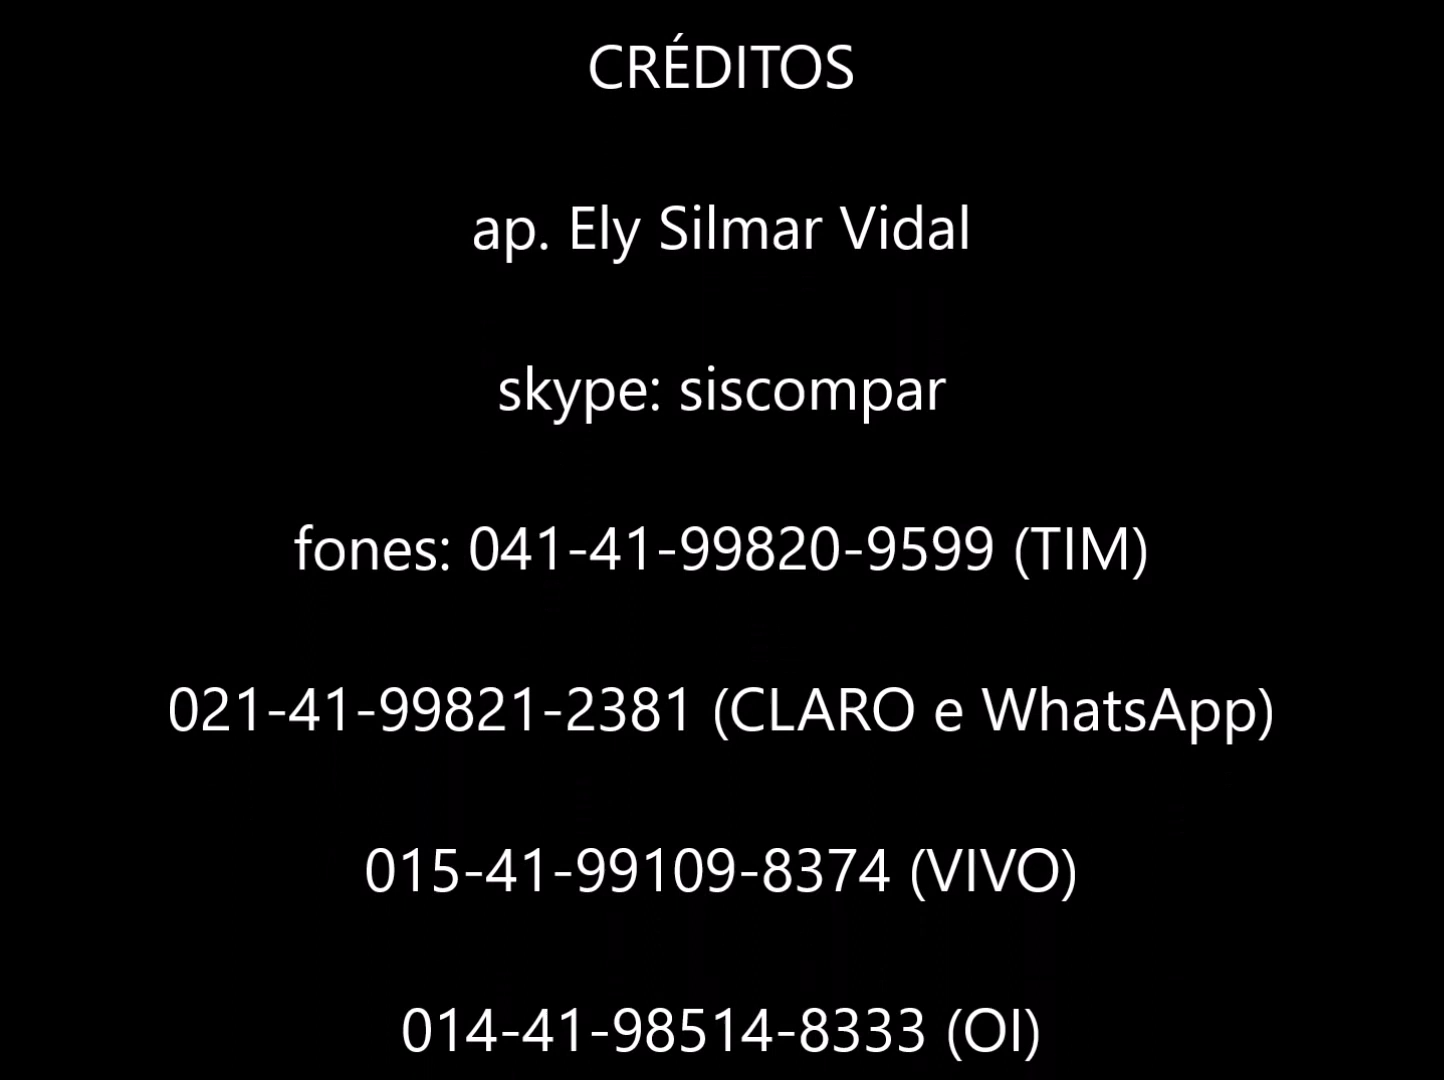 CRÉDITOS
ap. Ely Silmar Vidal
skype: siscompar
fones: 041-41-99820-9599 (TIM)
021-41-99821-2381 (CLARO e WhatsApp)
015-41-99109-8374 (VIVO)
014-41-98514-8333 (OI)